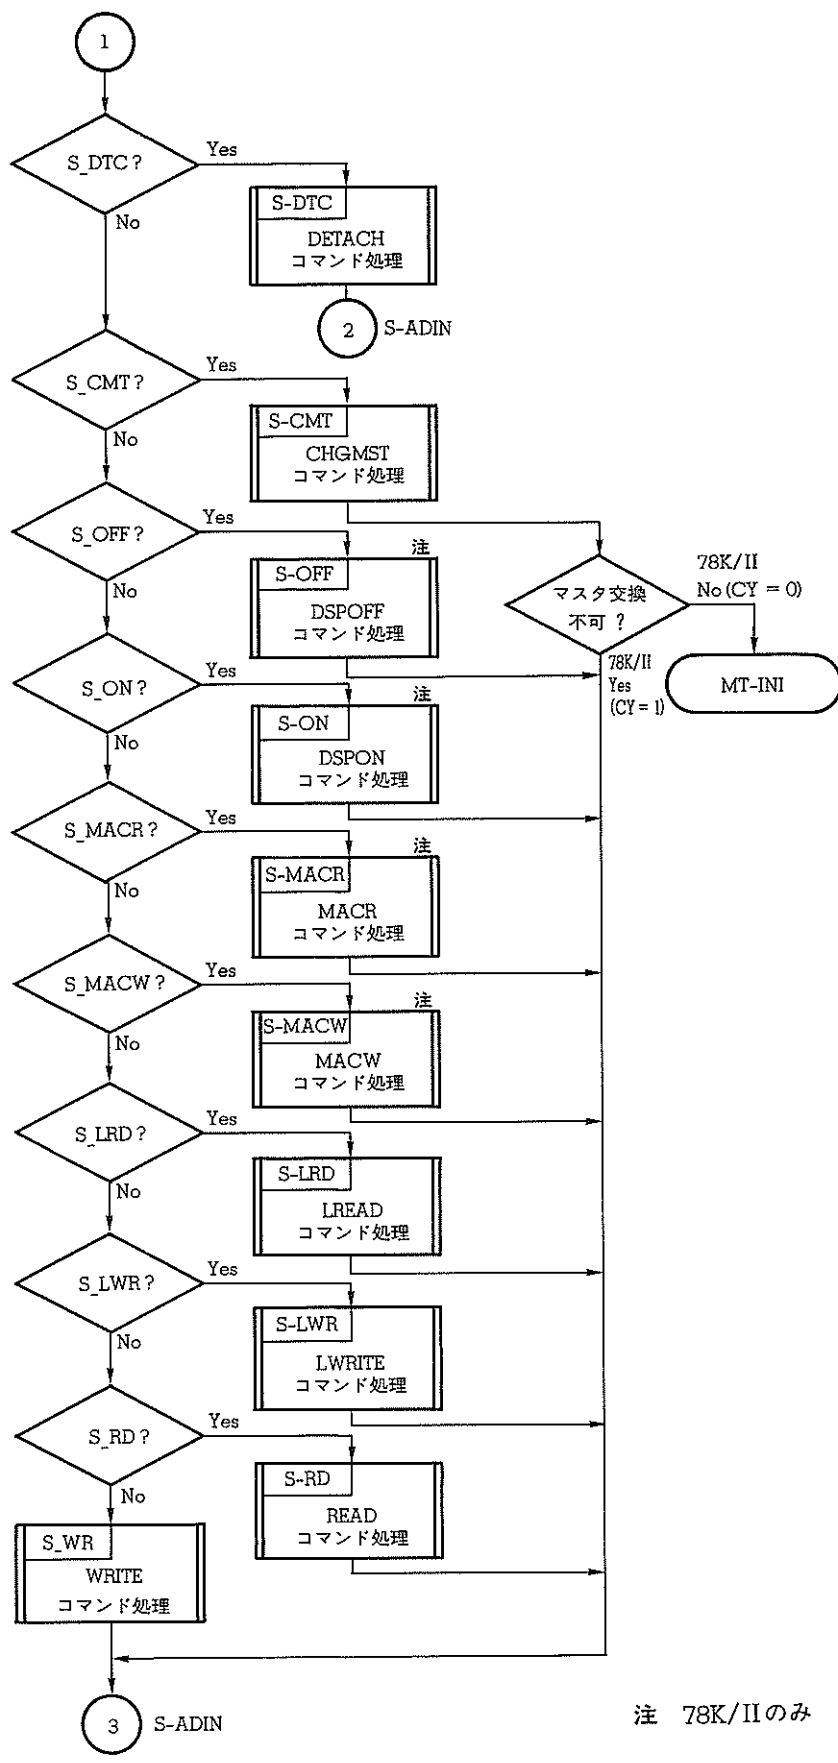 1
S_DTC?
Yes
No
S-DTC
DETACH
コマンド処理
2
S-ADIN
S_CMT?
Yes
No
S-CMT
CHGMST
コマンド処理
S_OFF?
Yes
No
注
S-OFF
DSPOFF
コマンド処理
マスタ交換
不可 ?
78K/II
No (CY = 0)
78K/II
Yes
(CY = 1)
MT-INI
S_ON?
Yes
No
注
S-ON
DSPON
コマンド処理
S_MACR?
Yes
No
注
S-MACR
MACR
コマンド処理
S_MACW?
Yes
No
注
S-MACW
MACW
コマンド処理
S_LRD?
Yes
No
S-LRD
LREAD
コマンド処理
S_LWR?
Yes
No
S-LWR
LWRITE
コマンド処理
S_RD?
Yes
No
S-RD
READ
コマンド処理
S_WR
WRITE
コマンド処理
3
S-ADIN
注 78K/IIのみ